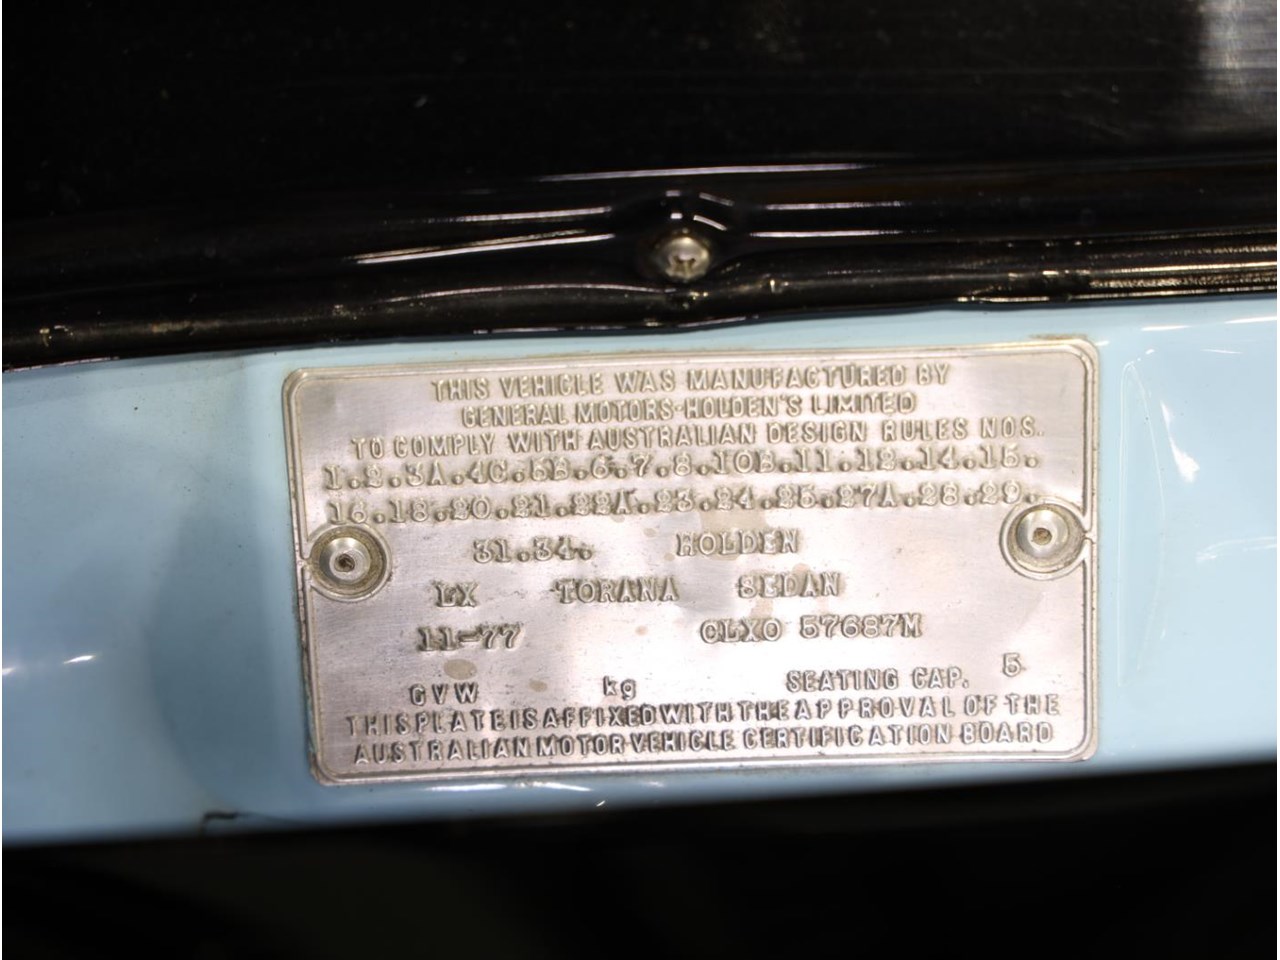 THIS VEHICLE WAS MANUFACTURED BY
GENERAL MOTORS-HOLDEN'S LIMITED
TO COMPLY WITH AUSTRALIAN DESIGN RULES NOS.
1.2.3A.4C.5B.6.7.8.10B.11.12.14.15.
16.18.20.21.22A.23.24.25.27A.28.29.
31.34. HOLDEN
LX TORANA SEDAN
11-77 CLXO 57687M
GVW kg SEATING CAP. 5
THIS PLATE IS AFFIXED WITH THE APPROVAL OF THE
AUSTRALIAN MOTOR VEHICLE CERTIFICATION BOARD